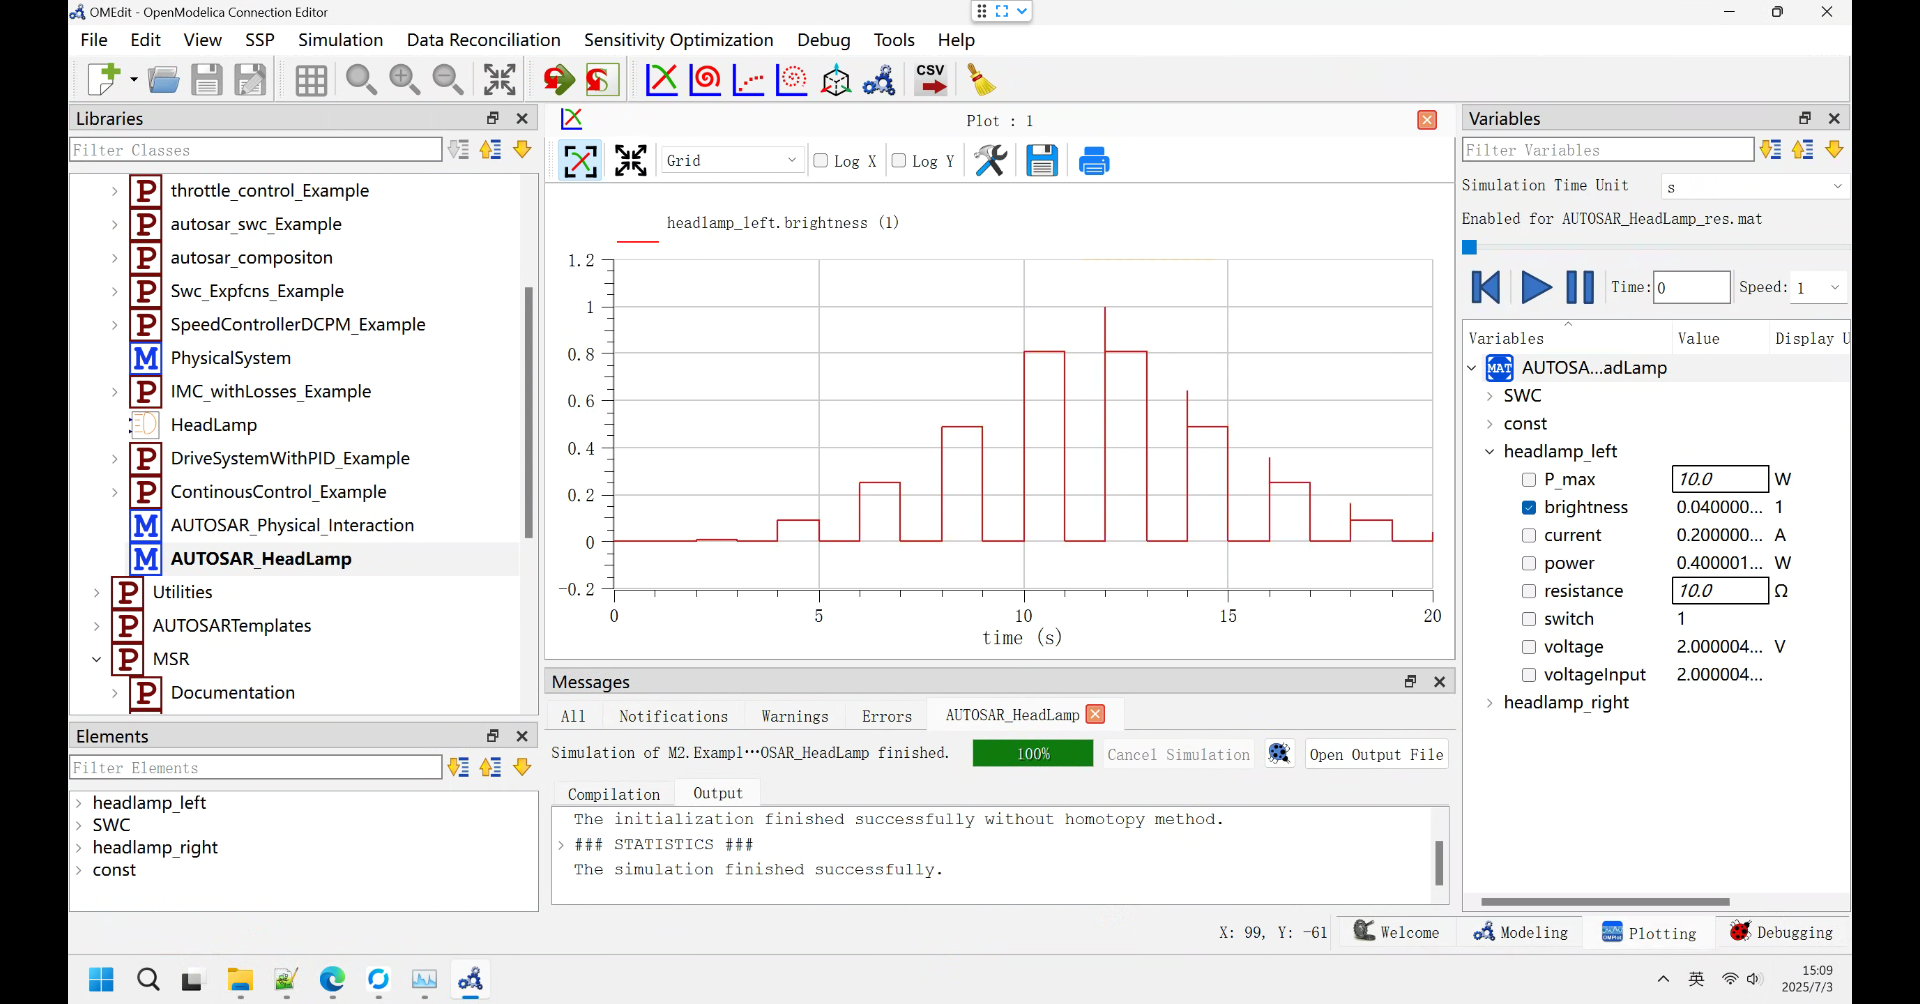 OMEdit - OpenModelica Connection Editor
File Edit View SSP Simulation Data Reconciliation Sensitivity Optimization Debug Tools Help
CSV
Libraries
Filter Classes
P throttle_control_Example
P autosar_swc_Example
P autosar_compositon
P Swc_Expfcns_Example
P SpeedControllerDCPM_Example
M PhysicalSystem
P IMC_withLosses_Example
HeadLamp
P DriveSystemWithPID_Example
P ContinousControl_Example
M AUTOSAR_Physical_Interaction
M AUTOSAR_HeadLamp
P Utilities
P AUTOSARTemplates
P MSR
P Documentation
Elements
Filter Elements
headlamp_left
SWC
headlamp_right
const
Plot : 1
Grid Log X Log Y
headlamp_left.brightness (1)
1.2
1
0.8
0.6
0.4
0.2
0
-0.2
0 5 10 15 20
time (s)
Messages
All Notifications Warnings Errors AUTOSAR_HeadLamp
Simulation of M2.Exampl⋯OSAR_HeadLamp finished. 100% Cancel Simulation Open Output File
Compilation Output
The initialization finished successfully without homotopy method.
### STATISTICS ###
The simulation finished successfully.
Variables
Filter Variables
Simulation Time Unit s
Enabled for AUTOSAR_HeadLamp_res.mat
Time: 0 Speed: 1
Variables Value Display U
MAT AUTOSA...adLamp
SWC
const
headlamp_left
P_max 10.0 W
brightness 0.040000... 1
current 0.200000... A
power 0.400001... W
resistance 10.0 Ω
switch 1
voltage 2.000004... V
voltageInput 2.000004...
headlamp_right
X: 99, Y: -61 Welcome Modeling Plotting Debugging
英
15:09
2025/7/3